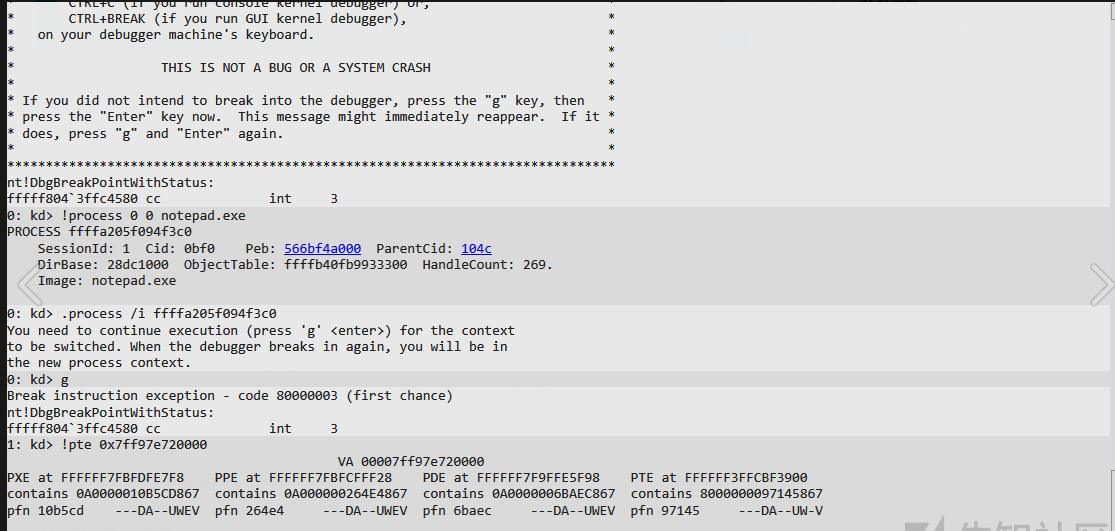 *       CTRL+C (if you run console kernel debugger) or,       *
*       CTRL+BREAK (if you run GUI kernel debugger),                          *
*   on your debugger machine's keyboard.                                      *
*                                                                             *
*                   THIS IS NOT A BUG OR A SYSTEM CRASH                       *
*                                                                             *
* If you did not intend to break into the debugger, press the "g" key, then   *
* press the "Enter" key now.  This message might immediately reappear.  If it *
* does, press "g" and "Enter" again.                                          *
*                                                                             *
*******************************************************************************
nt!DbgBreakPointWithStatus:
fffff804`3ffc4580 cc              int     3
0: kd> !process 0 0 notepad.exe
PROCESS ffffa205f094f3c0
    SessionId: 1  Cid: 0bf0    Peb: 566bf4a000  ParentCid: 104c
    DirBase: 28dc1000  ObjectTable: ffffb40fb9933300  HandleCount: 269.
    Image: notepad.exe
0: kd> .process /i ffffa205f094f3c0
You need to continue execution (press 'g' <enter>) for the context
to be switched. When the debugger breaks in again, you will be in
the new process context.
0: kd> g
Break instruction exception - code 80000003 (first chance)
nt!DbgBreakPointWithStatus:
fffff804`3ffc4580 cc              int     3
1: kd> !pte 0x7ff97e720000
                                           VA 00007ff97e720000
PXE at FFFFFF7FBFDFE7F8    PPE at FFFFFF7FBFCFFF28    PDE at FFFFFF7F9FFE5F98    PTE at FFFFFF3FFCBF3900
contains 0A0000010B5CD867  contains 0A000000264E4867  contains 0A0000006BAEC867  contains 8000000097145867
pfn 10b5cd    ---DA--UWEV  pfn 264e4     ---DA--UWEV  pfn 6baec     ---DA--UWEV  pfn 97145     ---DA--UW-V